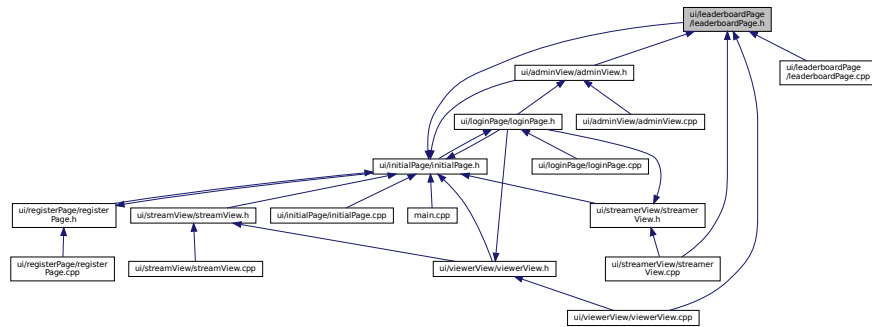 ui/leaderboardPage
/leaderboardPage.h
ui/adminView/adminView.h
ui/leaderboardPage
/leaderboardPage.cpp
ui/loginPage/loginPage.h
ui/adminView/adminView.cpp
ui/initialPage/initialPage.h
ui/loginPage/loginPage.cpp
ui/registerPage/register
Page.h
ui/streamView/streamView.h
ui/initialPage/initialPage.cpp
main.cpp
ui/streamerView/streamer
View.h
ui/registerPage/register
Page.cpp
ui/streamView/streamView.cpp
ui/viewerView/viewerView.h
ui/streamerView/streamer
View.cpp
ui/viewerView/viewerView.cpp